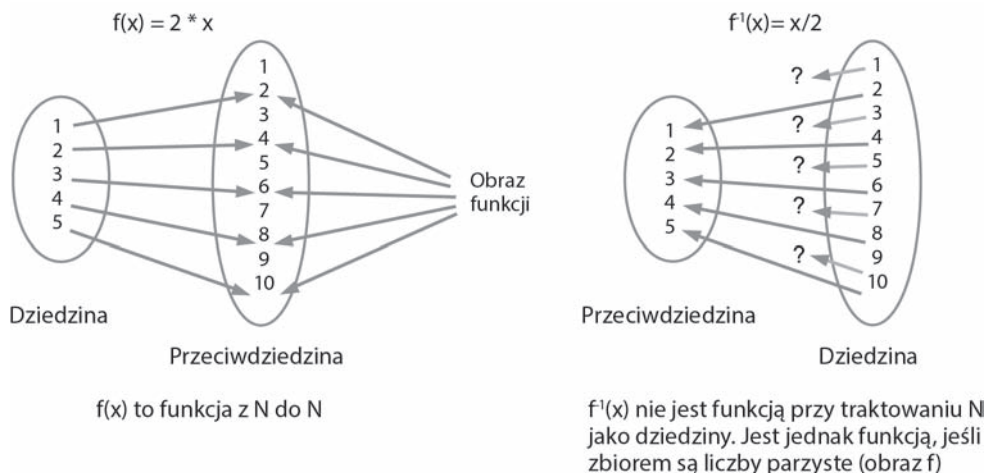 f(x) = 2 * x
1
2
3
4
5
1
2
3
4
5
6
7
8
9
10
Obraz
funkcji
Dziedzina
Przeciwdziedzina
f(x) to funkcja z N do N
f⁻¹(x)= x/2
?
?
?
?
?
1
2
3
4
5
1
2
3
4
5
6
7
8
9
10
Przeciwdziedzina
Dziedzina
f⁻¹(x) nie jest funkcją przy traktowaniu N
jako dziedziny. Jest jednak funkcją, jeśli
zbiorem są liczby parzyste (obraz f)